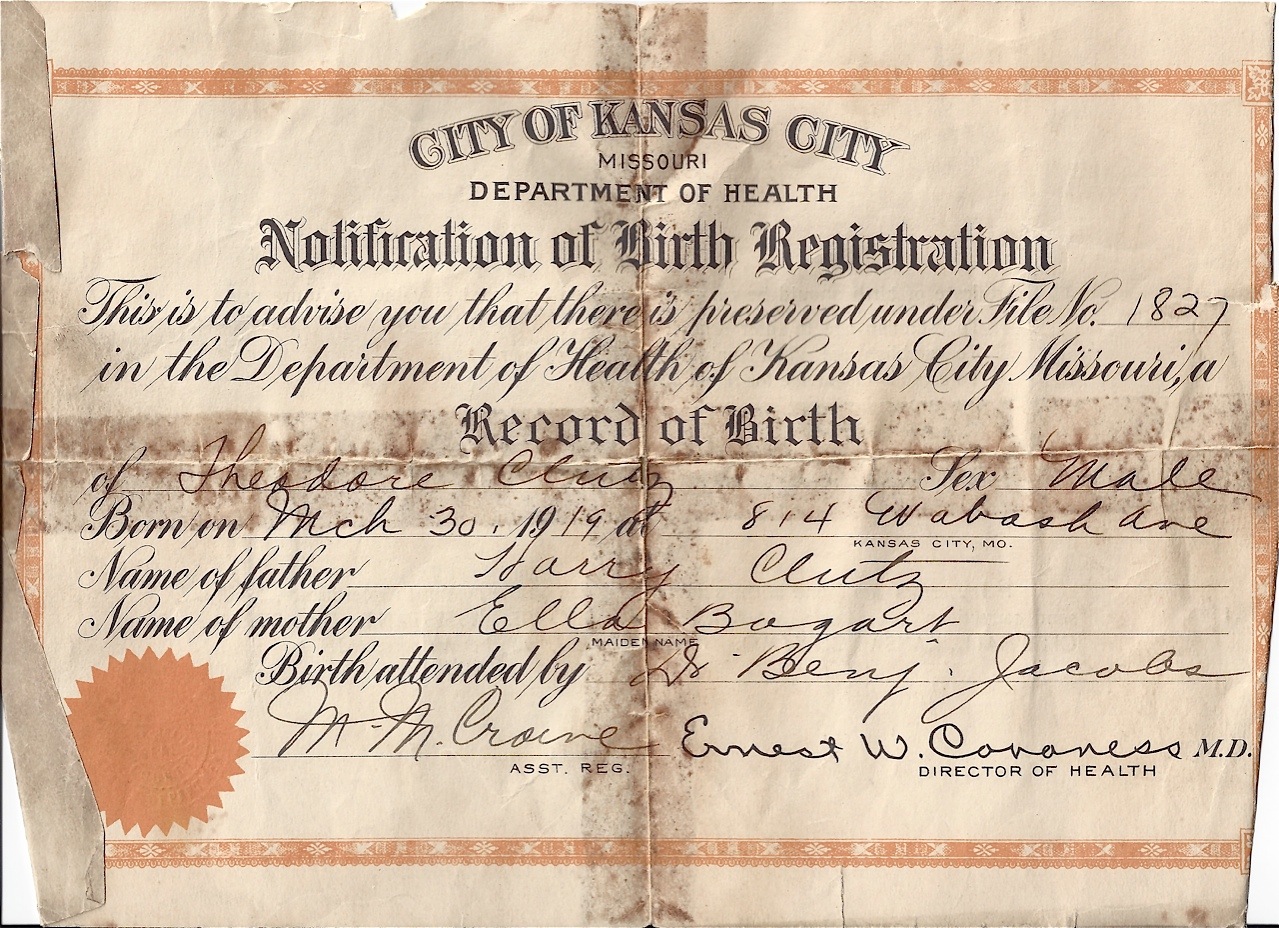 CITY OF KANSAS CITY
MISSOURI
DEPARTMENT OF HEALTH
Notification of Birth Registration
This is to advise you that there is preserved under File No. 1827
in the Department of Health of Kansas City Missouri, a
Record of Birth
of Theodore Clutz Sex Male
Born on Mch 30, 1919 at 814 Wabash Ave
KANSAS CITY, MO.
Name of father Harry Clutz
Name of mother Ella Bogart
MAIDEN NAME
Birth attended by Dr Benj. Jacobs
M. M. Ernest W. Cavaness M.D.
ASST. REG. DIRECTOR OF HEALTH